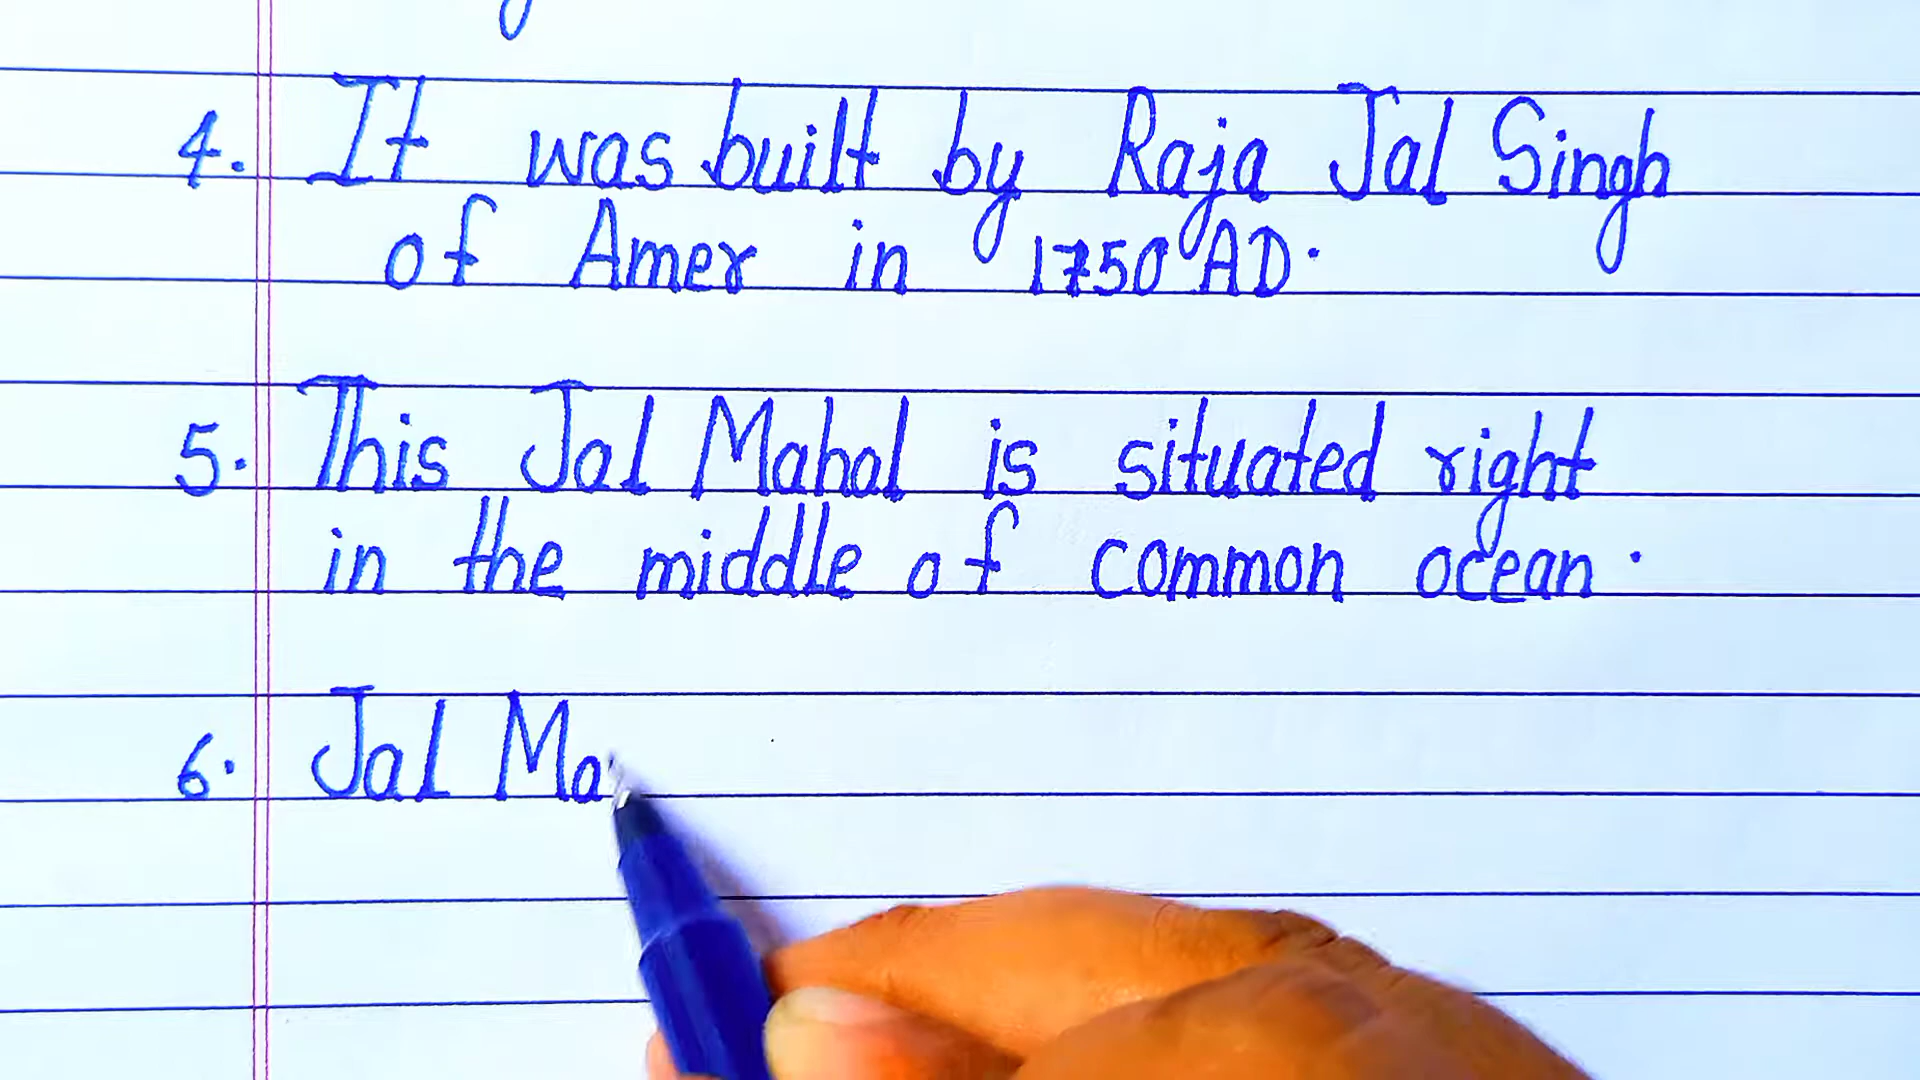 4. It was built by Raja Jal Singh
of Amer in 1750 AD.
5. This Jal Mahal is situated right
in the middle of common ocean.
6. Jal Ma